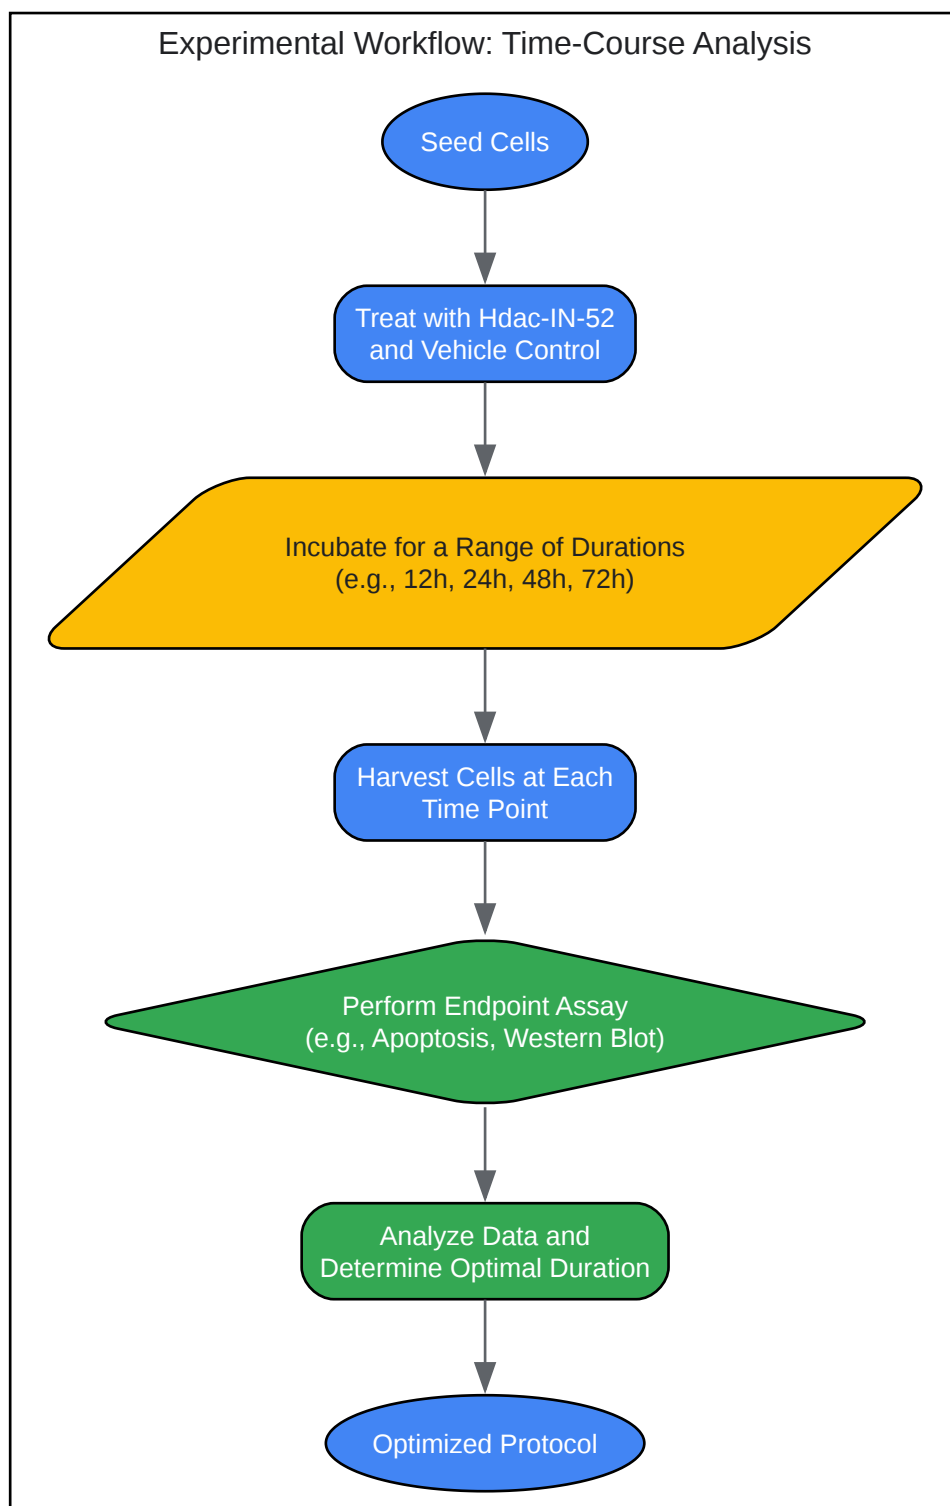 Experimental Workflow: Time-Course Analysis
Seed Cells
Treat with Hdac-IN-52
and Vehicle Control
Incubate for a Range of Durations
(e.g., 12h, 24h, 48h, 72h)
Harvest Cells at Each
Time Point
Perform Endpoint Assay
(e.g., Apoptosis, Western Blot)
Analyze Data and
Determine Optimal Duration
Optimized Protocol